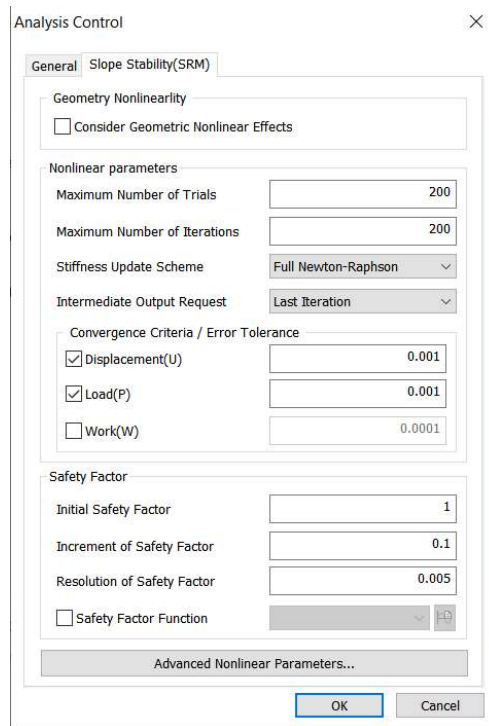 Analysis Control
General Slope Stability(SRM)
Geometry Nonlinearlity
Consider Geometric Nonlinear Effects
Nonlinear parameters
Maximum Number of Trials 200
Maximum Number of Iterations 200
Stiffness Update Scheme Full Newton-Raphson
Intermediate Output Request Last Iteration
Convergence Criteria / Error Tolerance
Displacement(U) 0.001
Load(P) 0.001
Work(W) 0.0001
Safety Factor
Initial Safety Factor 1
Increment of Safety Factor 0.1
Resolution of Safety Factor 0.005
Safety Factor Function
Advanced Nonlinear Parameters...
OK Cancel